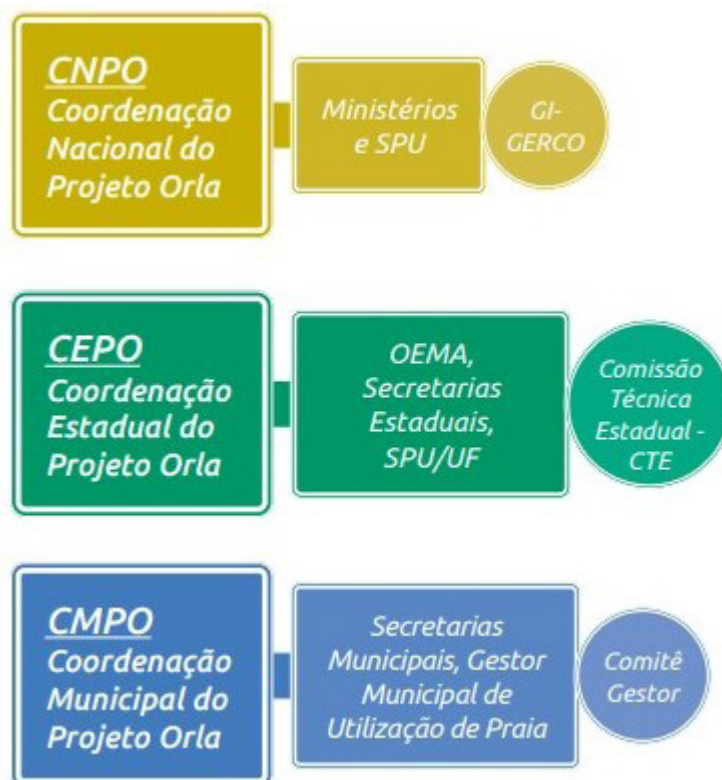 CNPO
Coordenação
Nacional do
Projeto Orla
Ministérios
e SPU
GI-
GERCO
CEPO
Coordenação
Estadual do
Projeto Orla
OEMA,
Secretarias
Estaduais,
SPU/UF
Comissão
Técnica
Estadual -
CTE
CMPO
Coordenação
Municipal do
Projeto Orla
Secretarias
Municipais, Gestor
Municipal de
Utilização de Praia
Comitê
Gestor